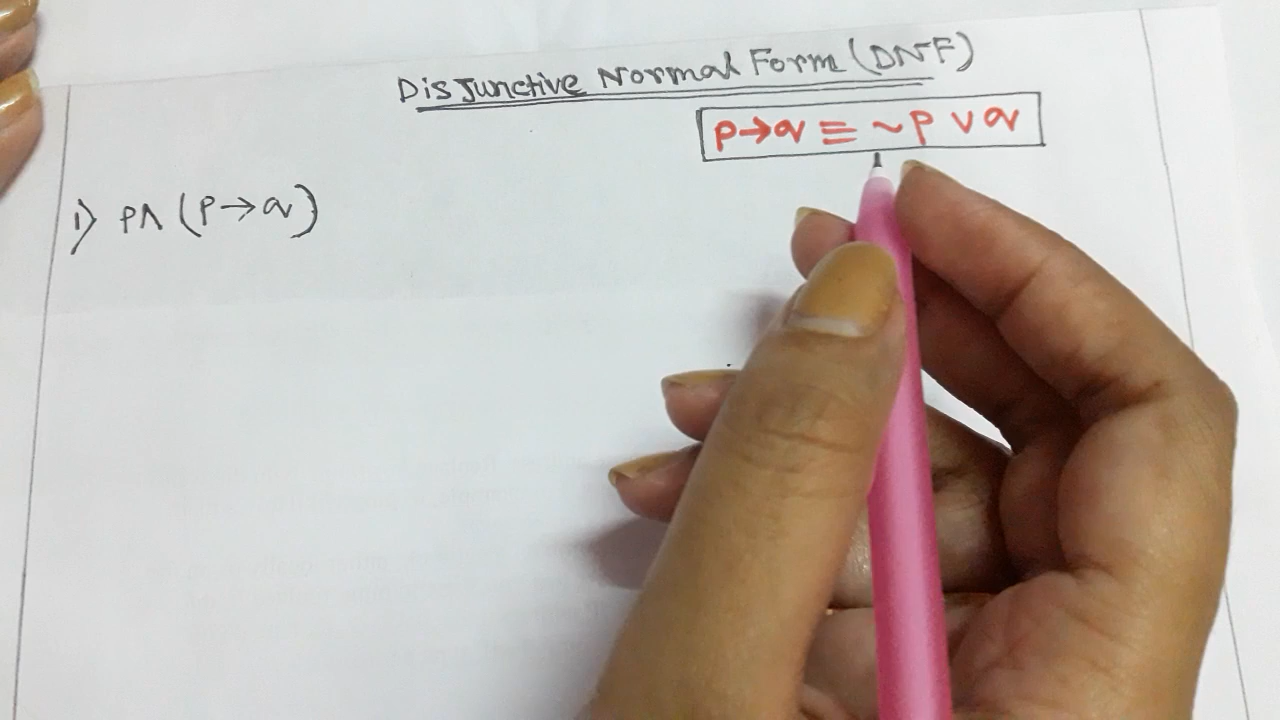 Disjunctive Normal Form (DNF)
p→q ≡ ~p ∨ q
1) p∧(p→q)